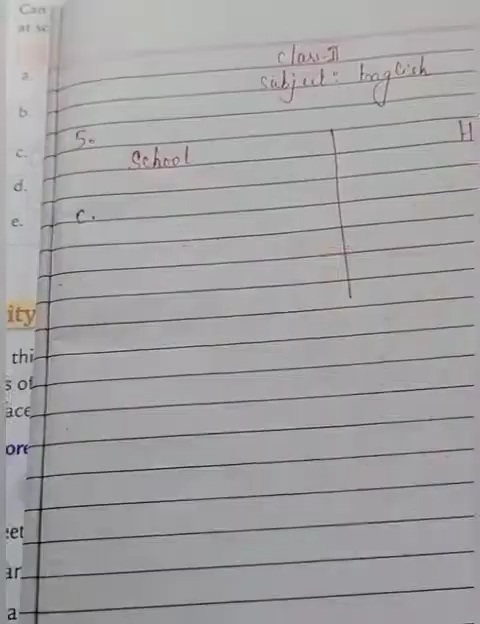 Can
at sc
a.
b.
c.
d.
e.
ity
thi
s of
ace
ore
eet
ar
a
Class-II
Subject: English
5. H
School
c.